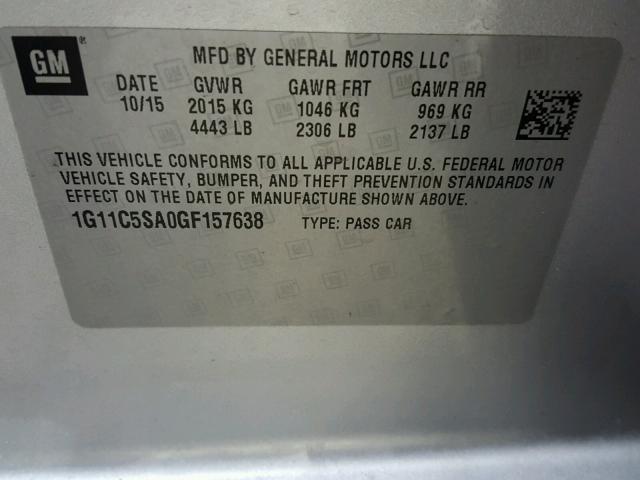 GM ®
MFD BY GENERAL MOTORS LLC
DATE GVWR GAWR FRT GAWR RR
10/15 2015 KG 1046 KG 969 KG
4443 LB 2306 LB 2137 LB
THIS VEHICLE CONFORMS TO ALL APPLICABLE U.S. FEDERAL MOTOR
VEHICLE SAFETY, BUMPER, AND THEFT PREVENTION STANDARDS IN
EFFECT ON THE DATE OF MANUFACTURE SHOWN ABOVE.
1G11C5SA0GF157638 TYPE: PASS CAR